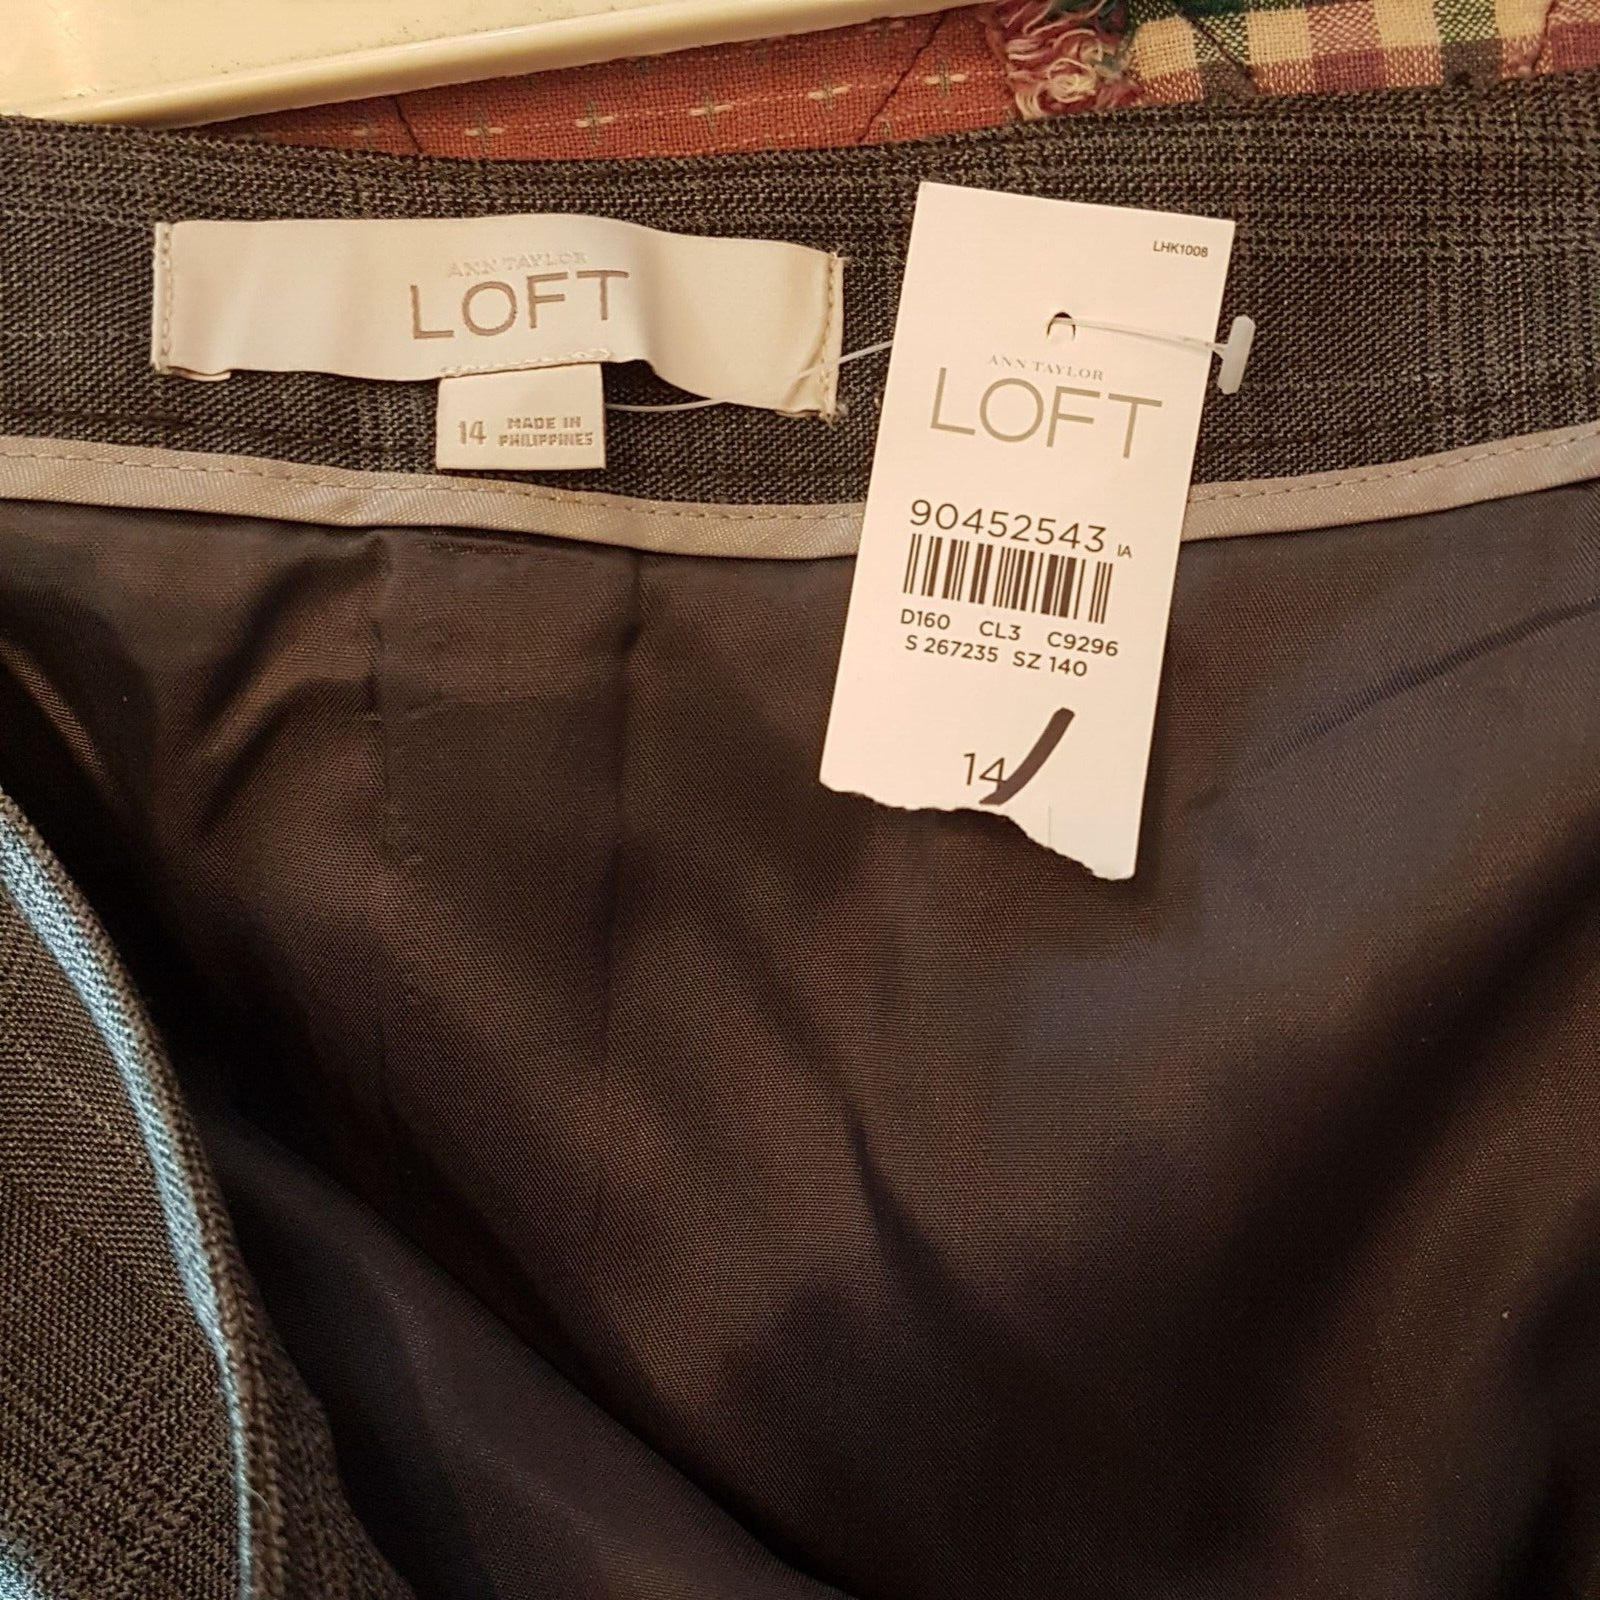 ANN TAYLOR
LOFT
14 MADE IN
PHILIPPINES
LHK1008
ANN TAYLOR
LOFT
90452543 IA
D160 CL3 C9296
S 267235 SZ 140
14